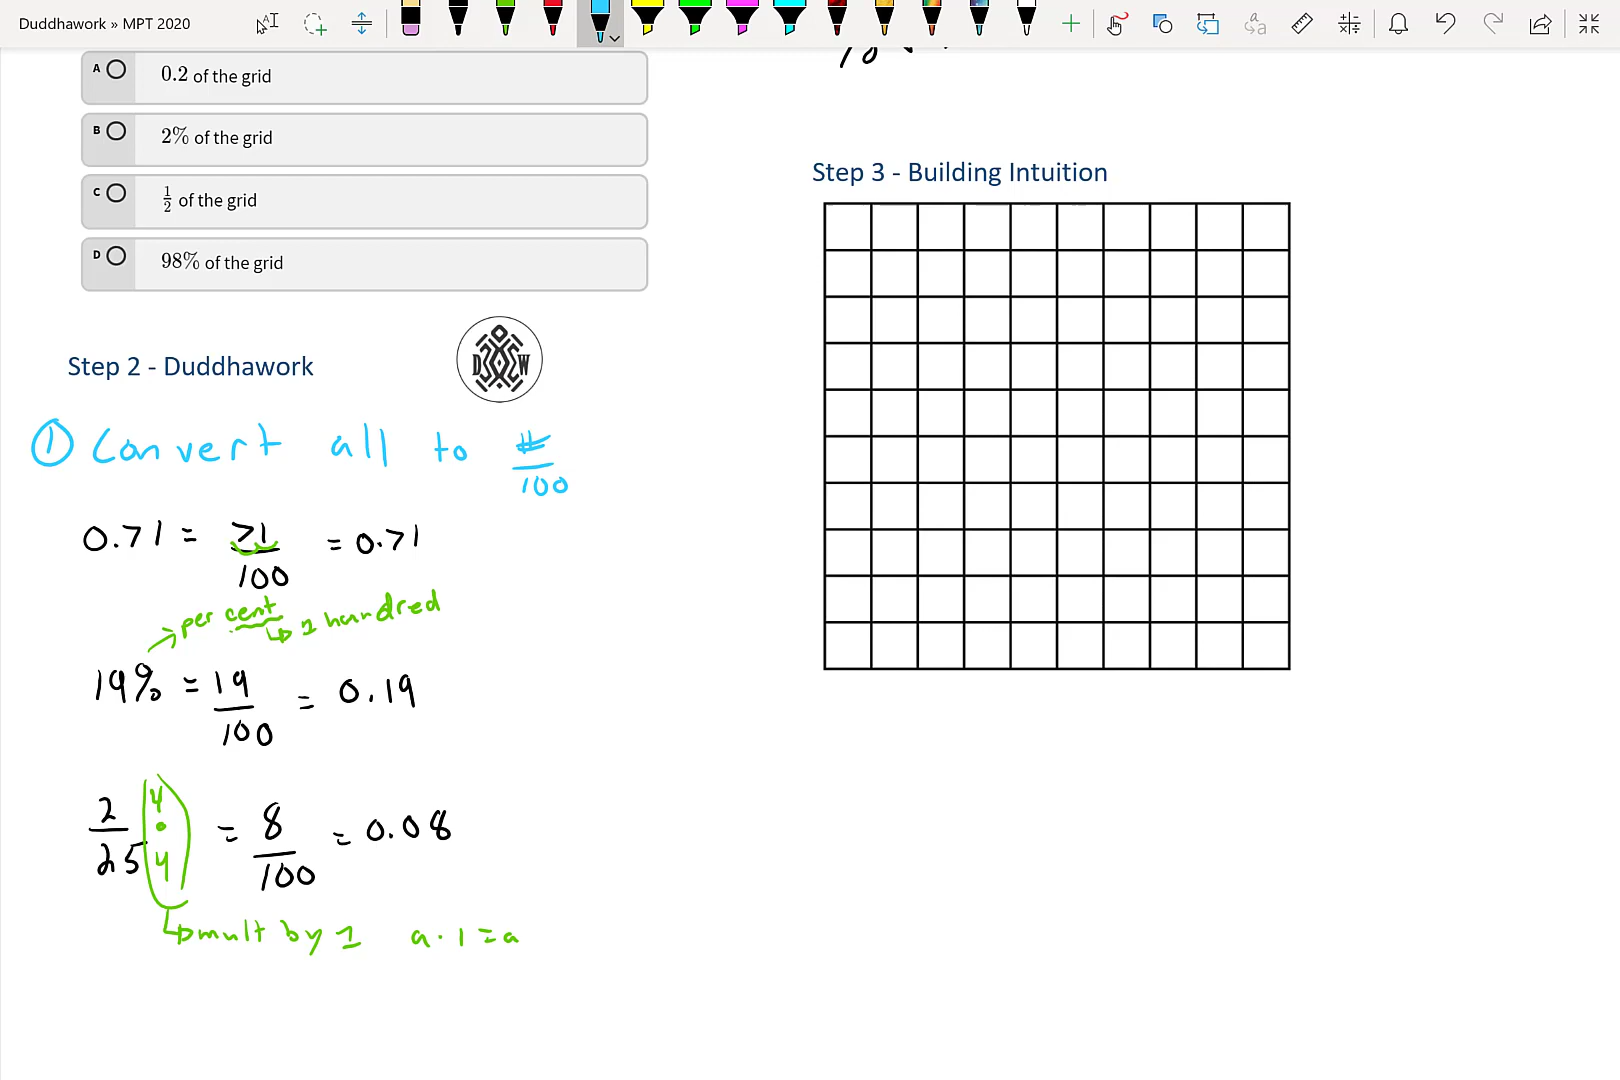 Duddhawork » MPT 2020
A 0.2 of the grid
B 2% of the grid
C 1/2 of the grid
D 98% of the grid
Step 2 - Duddhawork
D W
① Convert all to #/100
0.71 = 71/100 = 0.71
per cent
↳ 1 hundred
19% = 19/100 = 0.19
2/25 · 4/4 = 8/100 = 0.08
↳ mult by 1 a · 1 = a
Step 3 - Building Intuition